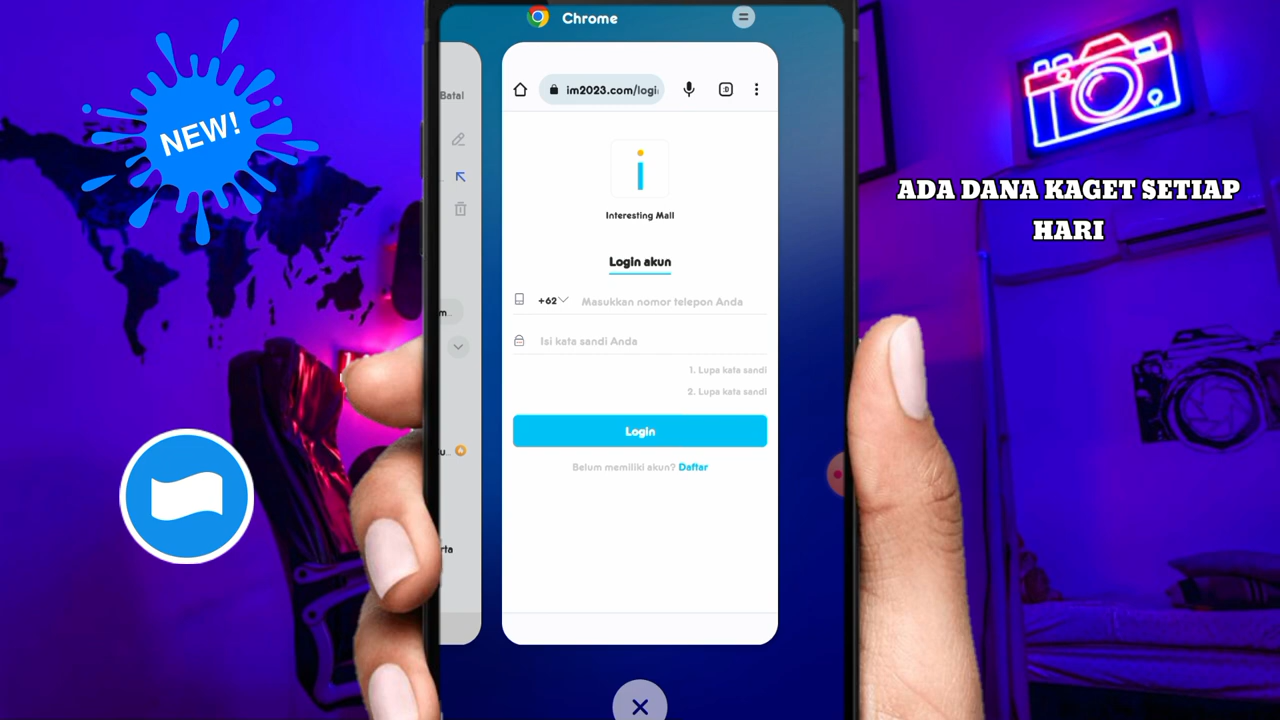 NEW!
Chrome
Batal
im2023.com/logi
Interesting Mall
Login akun
+62 Masukkan nomor telepon Anda
Isi kata sandi Anda
1. Lupa kata sandi
2. Lupa kata sandi
Login
Belum memiliki akun? Daftar
m..
u..
rta
ADA DANA KAGET SETIAP
HARI